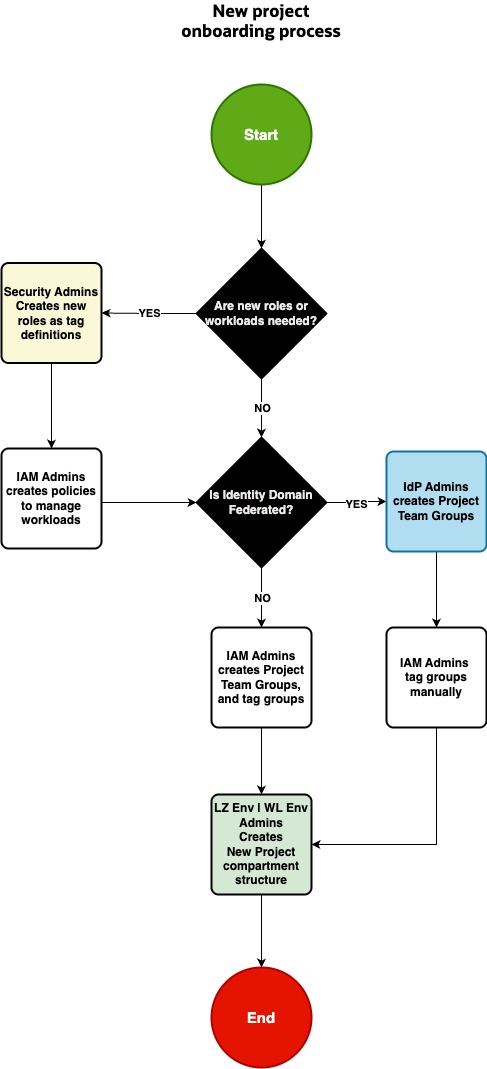 New project
onboarding process
Start
Are new roles or
workloads needed?
YES
Security Admins
Creates new
roles as tag
definitions
NO
IAM Admins
creates policies
to manage
workloads
Is Identity Domain
Federated?
YES
IdP Admins
creates Project
Team Groups
NO
IAM Admins
creates Project
Team Groups,
and tag groups
IAM Admins
tag groups
manually
LZ Env | WL Env
Admins
Creates
New Project
compartment
structure
End